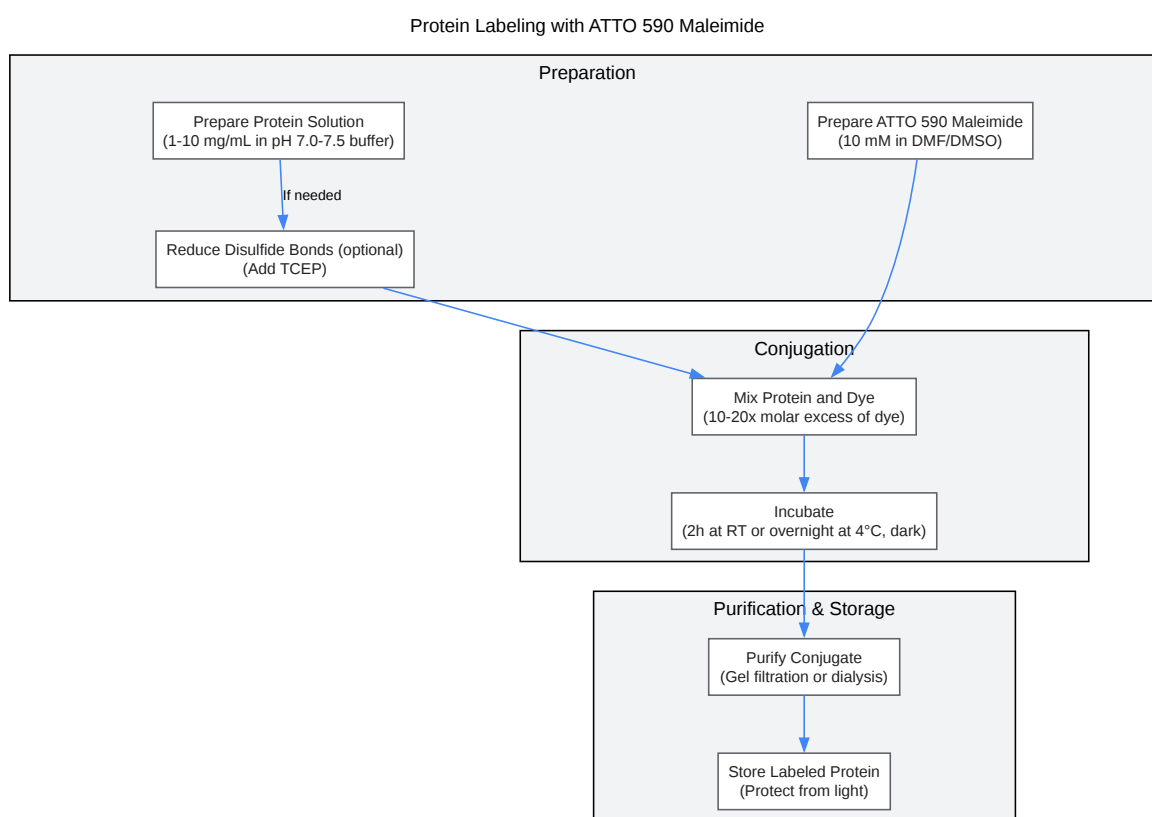 Protein Labeling with ATTO 590 Maleimide
Preparation
Prepare Protein Solution
(1-10 mg/mL in pH 7.0-7.5 buffer)
Prepare ATTO 590 Maleimide
(10 mM in DMF/DMSO)
If needed
Reduce Disulfide Bonds (optional)
(Add TCEP)
Conjugation
Mix Protein and Dye
(10-20x molar excess of dye)
Incubate
(2h at RT or overnight at 4°C, dark)
Purification & Storage
Purify Conjugate
(Gel filtration or dialysis)
Store Labeled Protein
(Protect from light)